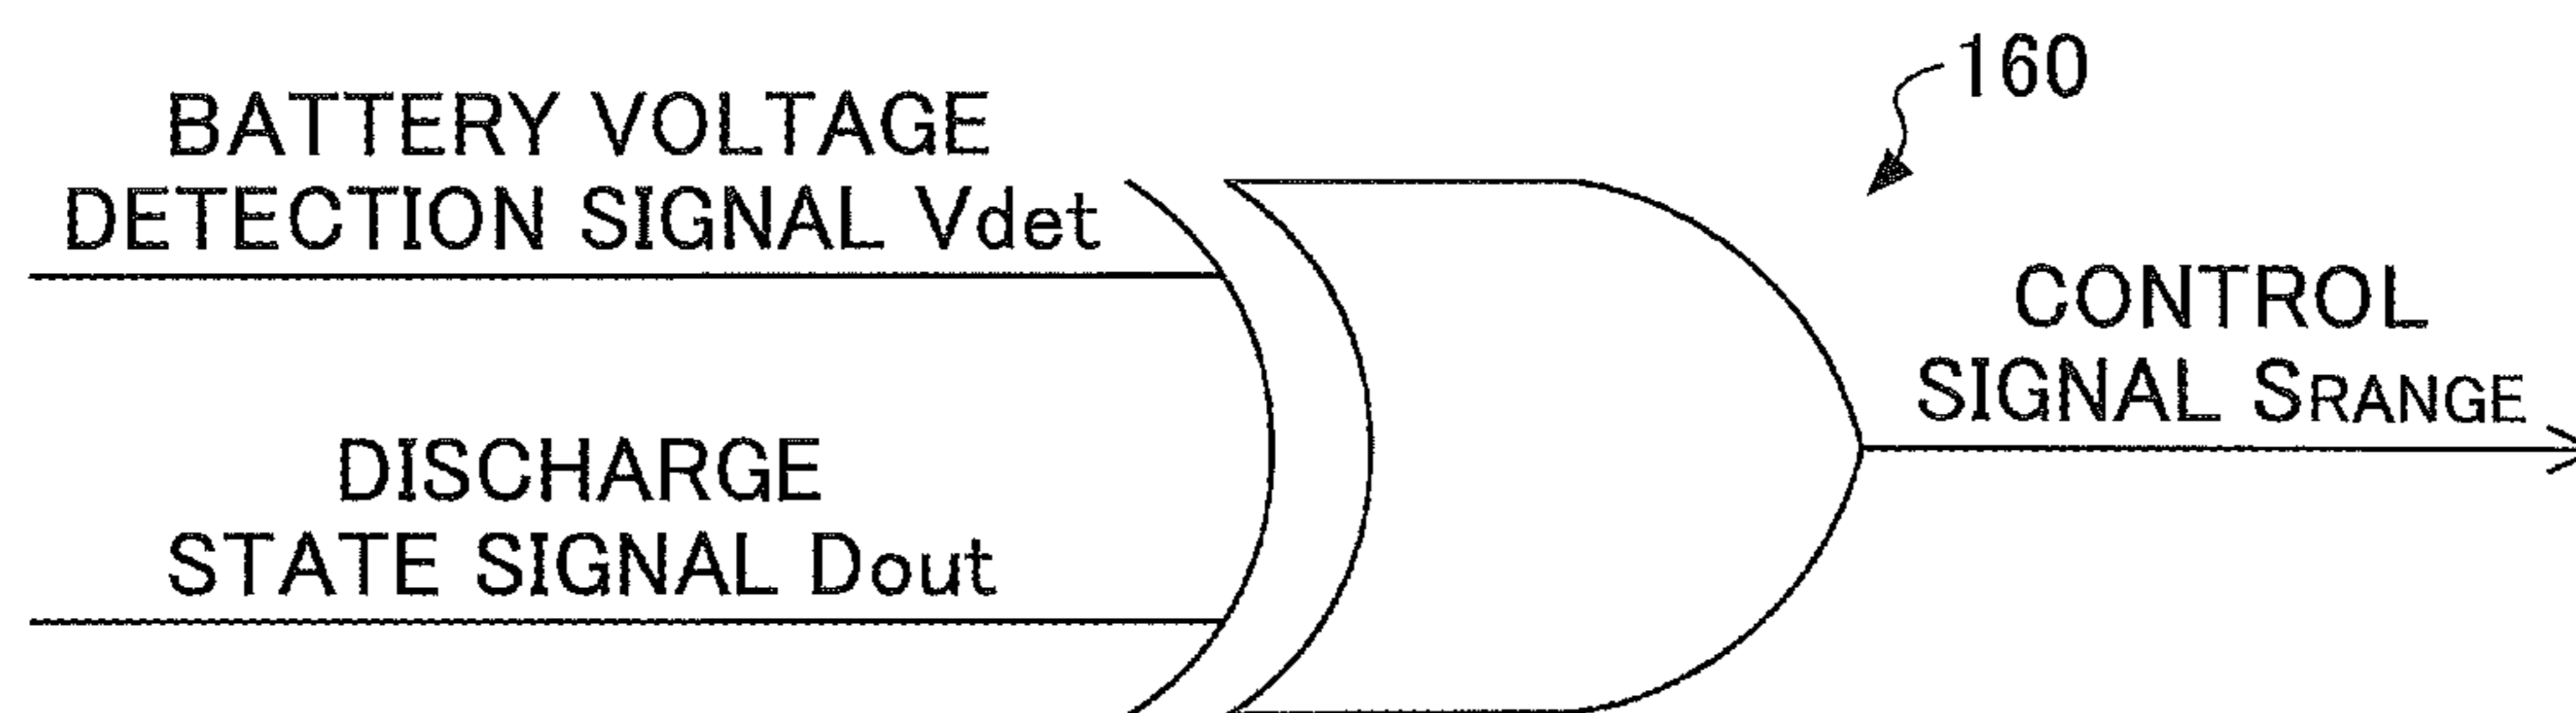 160
BATTERY VOLTAGE
DETECTION SIGNAL Vdet
CONTROL
SIGNAL SRANGE
DISCHARGE
STATE SIGNAL Dout